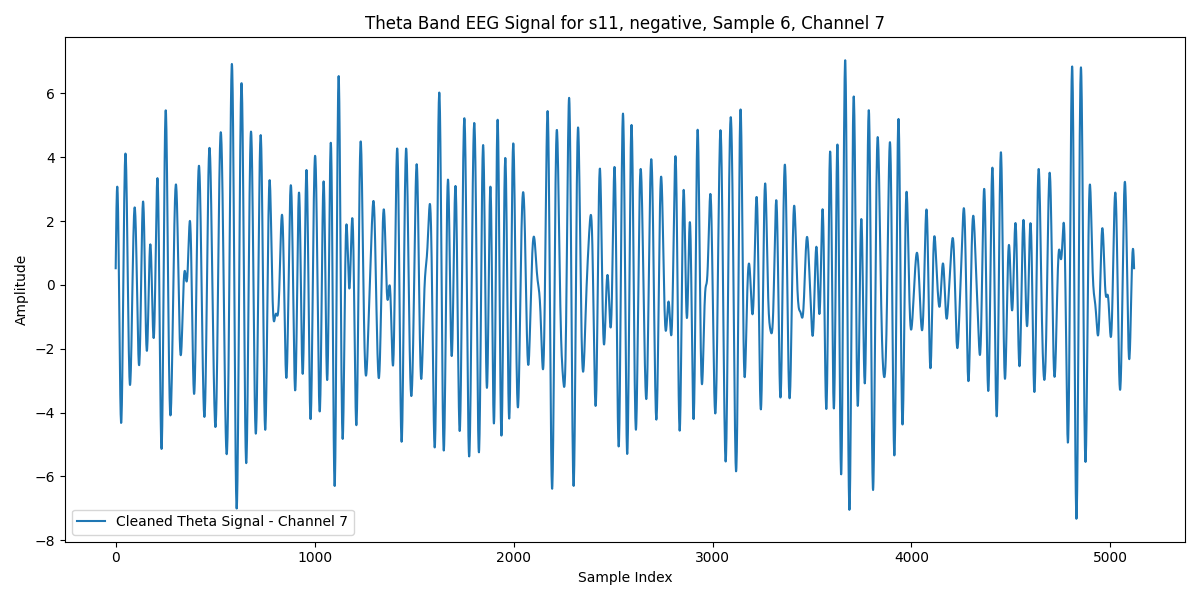 Theta Band EEG Signal for s11, negative, Sample 6, Channel 7
Amplitude
6
4
2
0
−2
−4
−6
−8
Cleaned Theta Signal - Channel 7
0 1000 2000 3000 4000 5000
Sample Index